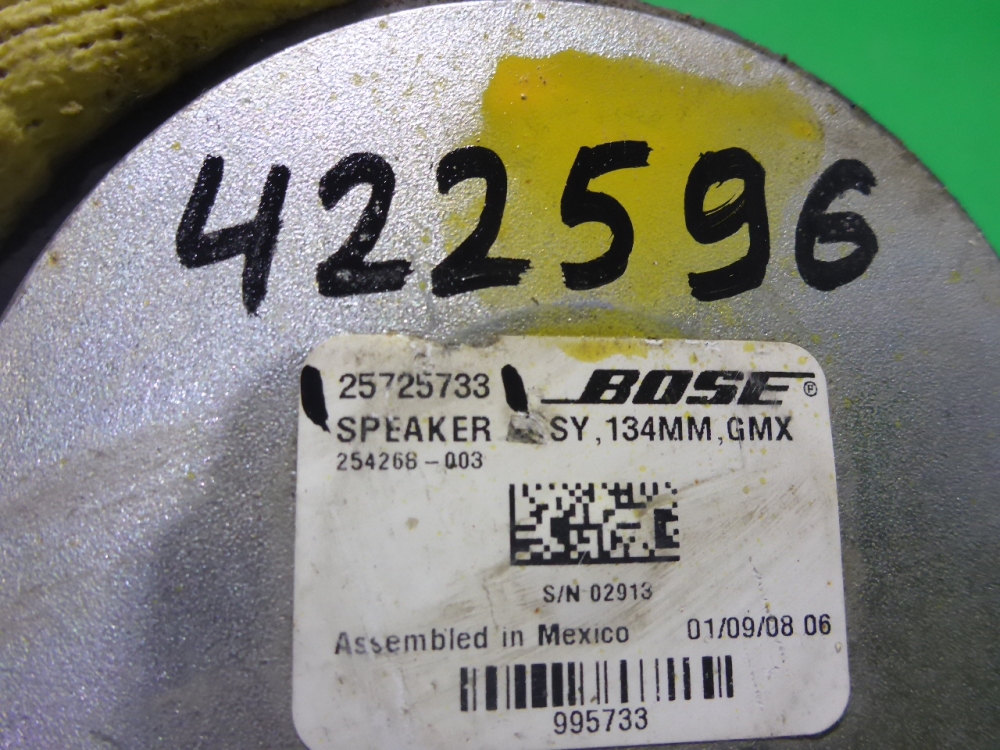 422596
25725733 BOSE®
SPEAKER SY,134MM,GMX
254268-003
S/N 02913
Assembled in Mexico 01/09/08 06
995733